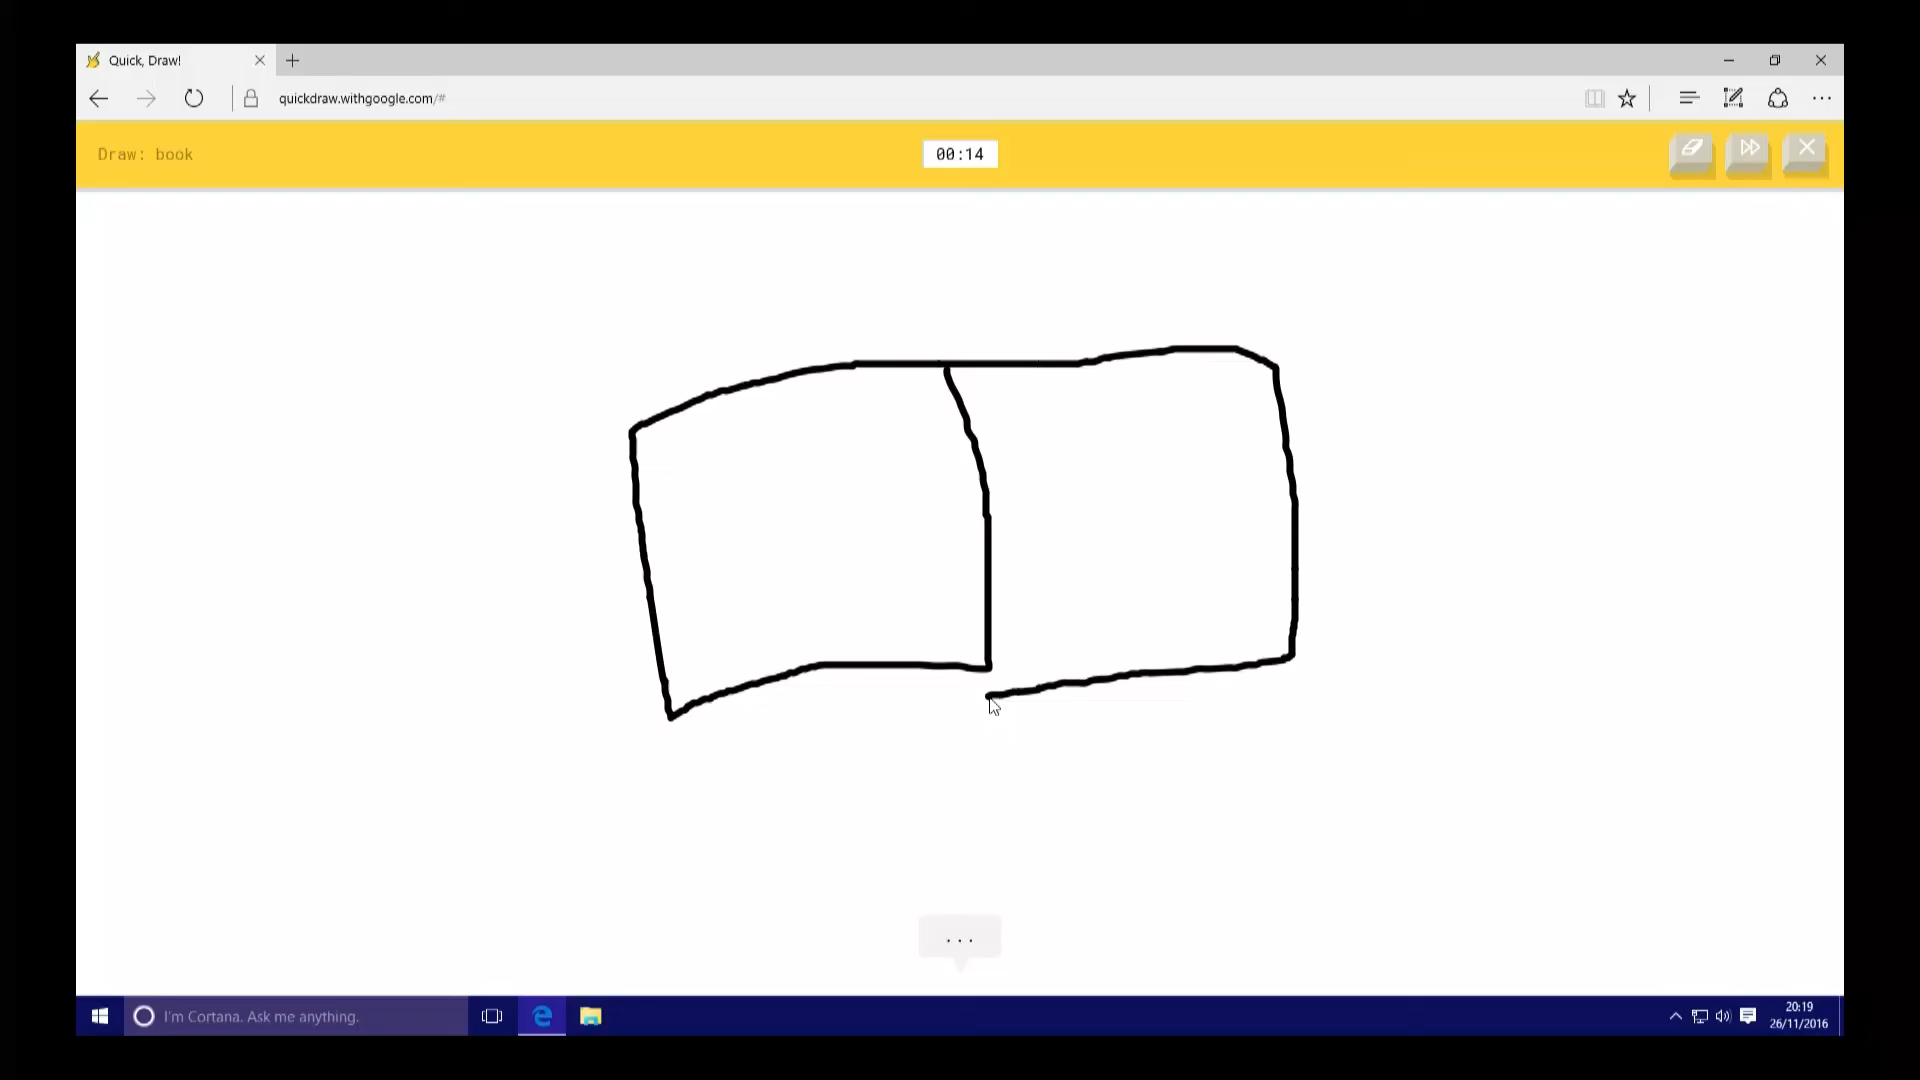 Quick, Draw!
quickdraw.withgoogle.com/#
Draw: book
00:14
...
I'm Cortana. Ask me anything.
20:19
26/11/2016